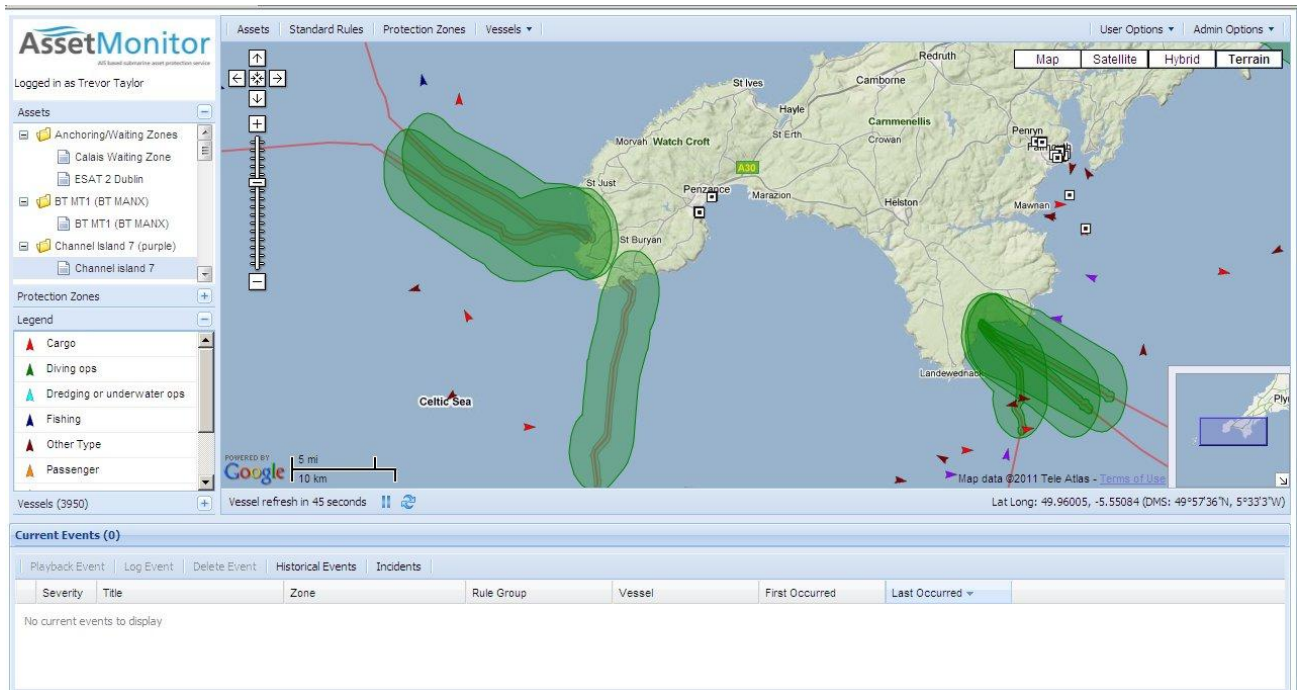 AssetMonitor
AIS based submarine asset protection service
Logged in as Trevor Taylor
Assets
Anchoring/Waiting Zones
Calais Waiting Zone
ESAT 2 Dublin
BT MT1 (BT MANX)
BT MT1 (BT MANX)
Channel Island 7 (purple)
Channel island 7
Protection Zones
Legend
Cargo
Diving ops
Dredging or underwater ops
Fishing
Other Type
Passenger
Vessels (3950)
Assets Standard Rules Protection Zones Vessels User Options Admin Options
Map Satellite Hybrid Terrain
Redruth
St Ives
Camborne
Hayle
Carnmenellis
St Erth
Crowan
Morvah Watch Croft
Penryn
A30
St Just
Penzance
Marazion
Helston
Mawnan
St Buryan
Landewednack
Celtic Sea
Ply
POWERED BY
Google
5 mi
10 km
Map data ©2011 Tele Atlas - Terms of Use
Vessel refresh in 45 seconds
Lat Long: 49.96005, -5.55084 (DMS: 49°57'36"N, 5°33'3"W)
Current Events (0)
Playback Event Log Event Delete Event Historical Events Incidents
Severity Title Zone Rule Group Vessel First Occurred Last Occurred
No current events to display